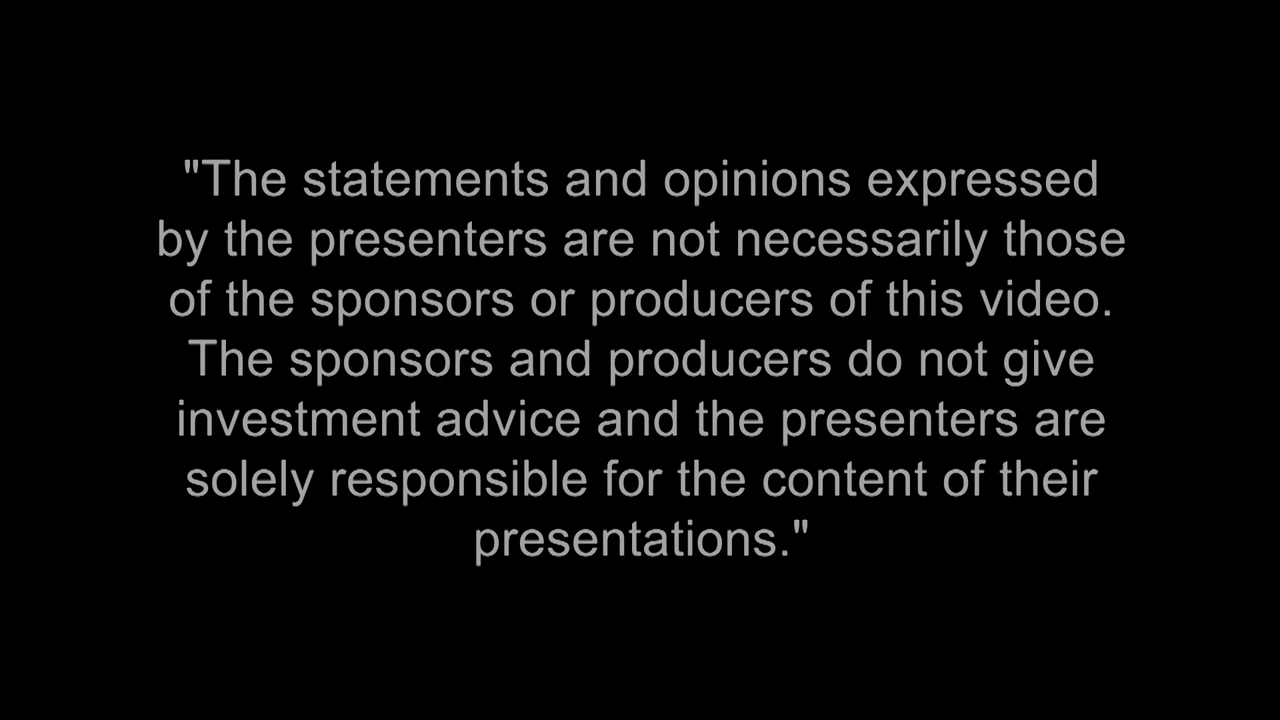 "The statements and opinions expressed
by the presenters are not necessarily those
of the sponsors or producers of this video.
The sponsors and producers do not give
investment advice and the presenters are
solely responsible for the content of their
presentations."